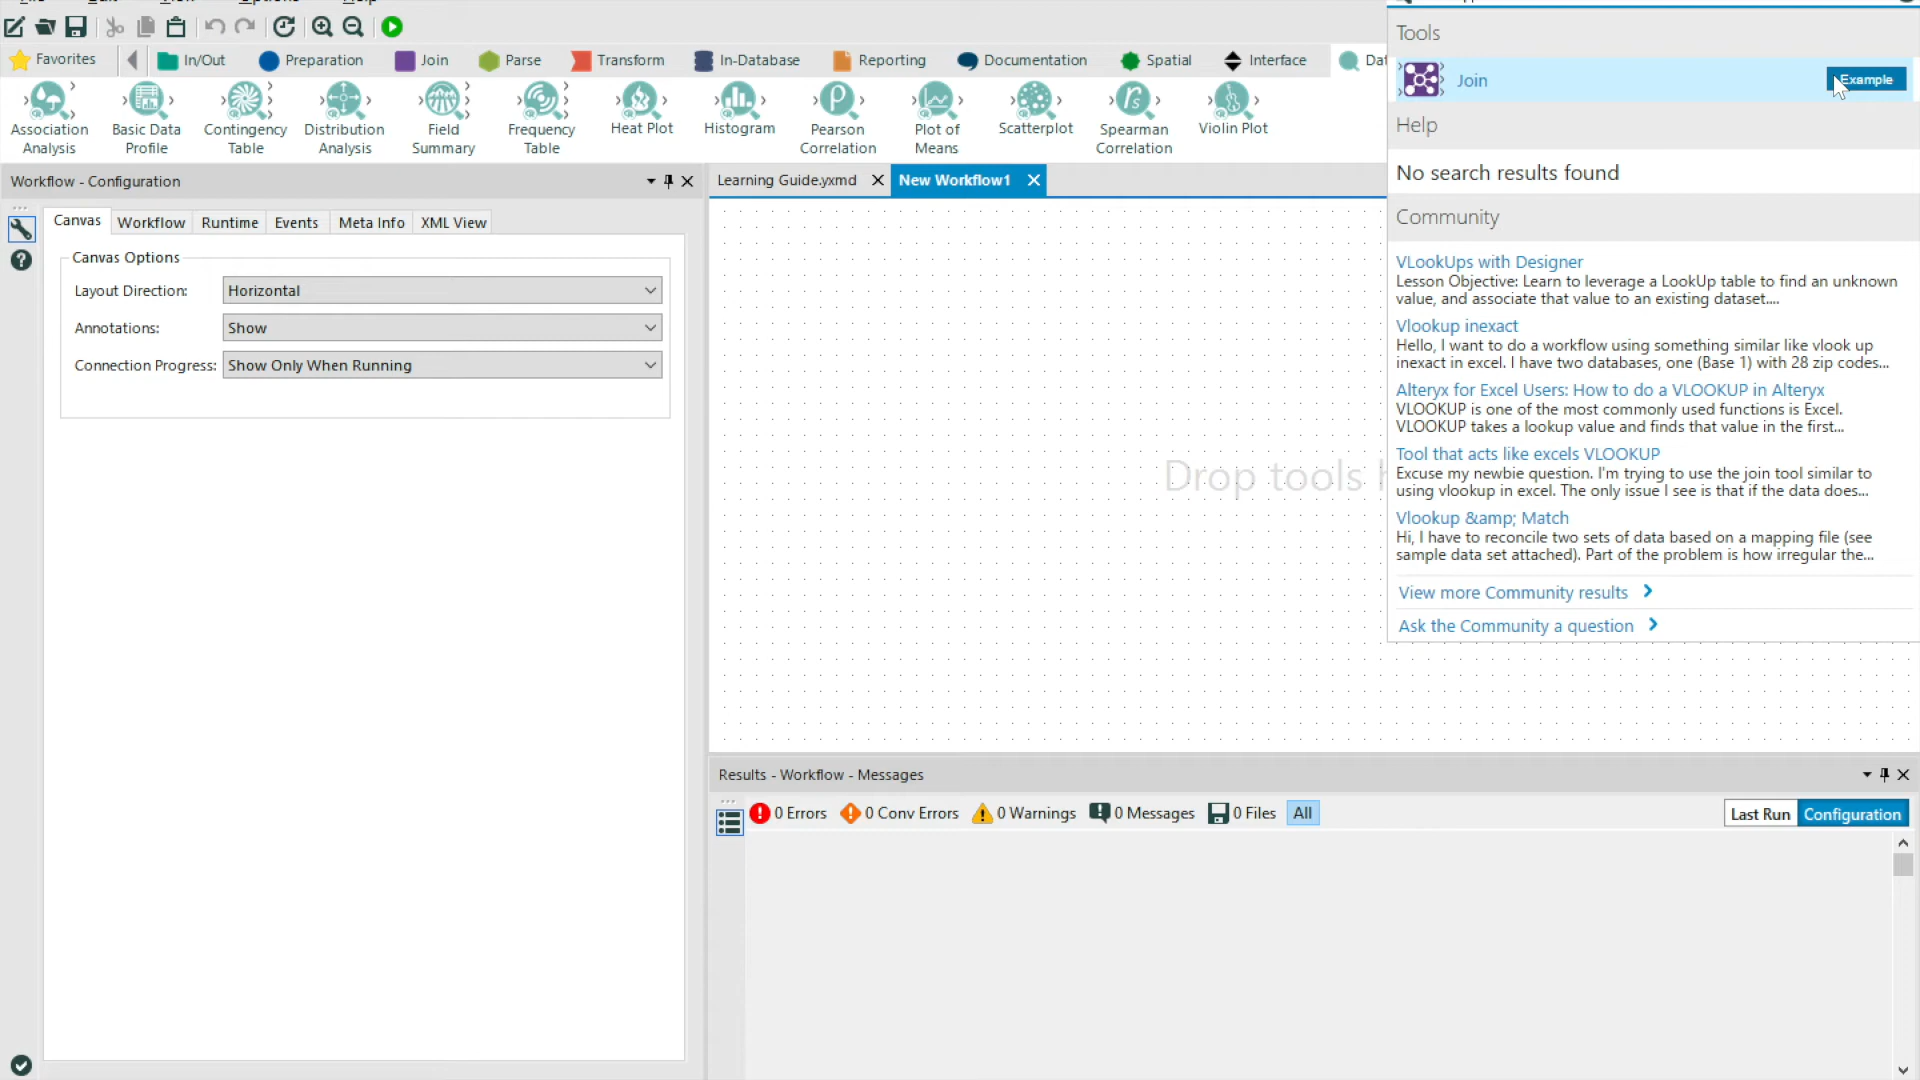 Favorites
In/Out
Preparation
Join
Parse
Transform
In-Database
Reporting
Documentation
Spatial
Interface
Association Analysis
Basic Data Profile
Contingency Table
Distribution Analysis
Field Summary
Frequency Table
Heat Plot
Histogram
Pearson Correlation
Plot of Means
Scatterplot
Spearman Correlation
Violin Plot
Workflow - Configuration
Canvas
Workflow
Runtime
Events
Meta Info
XML View
Canvas Options
Layout Direction: Horizontal
Annotations: Show
Connection Progress: Show Only When Running
Learning Guide.yxmd
New Workflow1
Drop tools
Tools
Join
Example
Help
No search results found
Community
VLookUps with Designer
Lesson Objective: Learn to leverage a LookUp table to find an unknown
value, and associate that value to an existing dataset....
Vlookup inexact
Hello, I want to do a workflow using something similar like vlook up
inexact in excel. I have two databases, one (Base 1) with 28 zip codes...
Alteryx for Excel Users: How to do a VLOOKUP in Alteryx
VLOOKUP is one of the most commonly used functions is Excel.
VLOOKUP takes a lookup value and finds that value in the first...
Tool that acts like excels VLOOKUP
Excuse my newbie question. I'm trying to use the join tool similar to
using vlookup in excel. The only issue I see is that if the data does...
Vlookup &amp; Match
Hi, I have to reconcile two sets of data based on a mapping file (see
sample data set attached). Part of the problem is how irregular the...
View more Community results
Ask the Community a question
Results - Workflow - Messages
0 Errors
0 Conv Errors
0 Warnings
0 Messages
0 Files
All
Last Run
Configuration